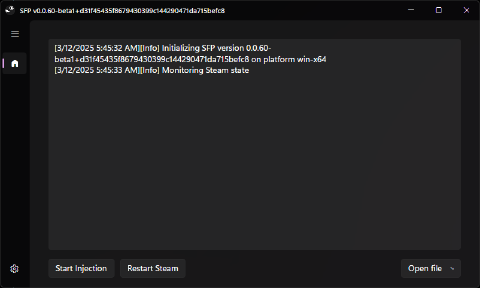 SFP v0.0.60-beta1+d31f45435f8679430399c144290471da715befc8
[3/12/2025 5:45:32 AM][Info] Initializing SFP version 0.0.60-
beta1+d31f45435f8679430399c144290471da715befc8 on platform win-x64
[3/12/2025 5:45:33 AM][Info] Monitoring Steam state
Start Injection Restart Steam Open file